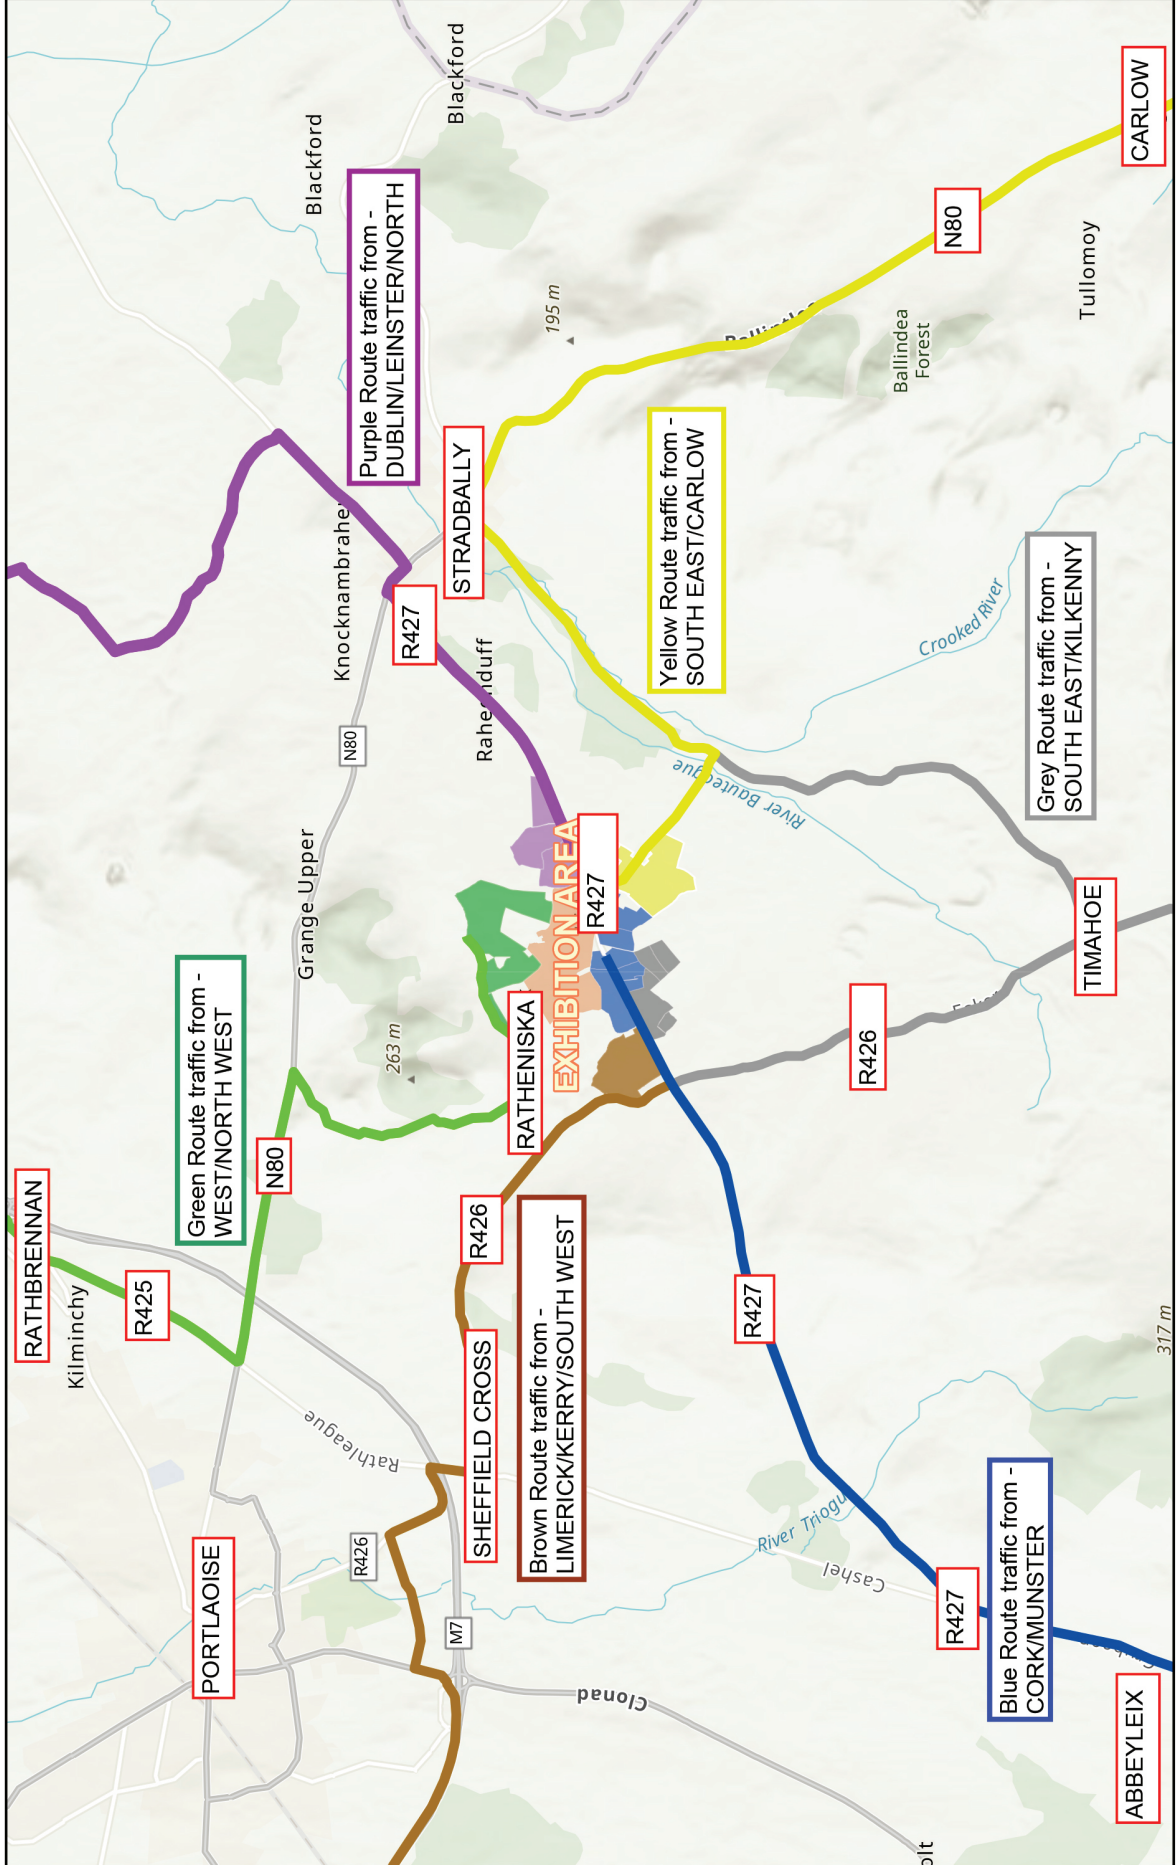 RATHBRENNAN
Kilminchy
R425
PORTLAOISE
Green Route traffic from -
WEST/NORTH WEST
N80
Rathleague
R426
Grange Upper
263 m
N80
Knocknambraher
Blackford
Blackford
Purple Route traffic from -
DUBLIN/LEINSTER/NORTH
R427
STRADBALLY
Raheenduff
195 m
M7
SHEFFIELD CROSS
R426
RATHENISKA
EXHIBITION AREA
R427
Brown Route traffic from -
LIMERICK/KERRY/SOUTH WEST
Clonad
Yellow Route traffic from -
SOUTH EAST/CARLOW
River Bauteogue
Ballindea
Forest
N80
CARLOW
Tullomoy
Crooked River
R427
River Triogue
Cashel
R426
R427
Blue Route traffic from -
CORK/MUNSTER
ABBEYLEIX
TIMAHOE
Grey Route traffic from -
SOUTH EAST/KILKENNY
317 m